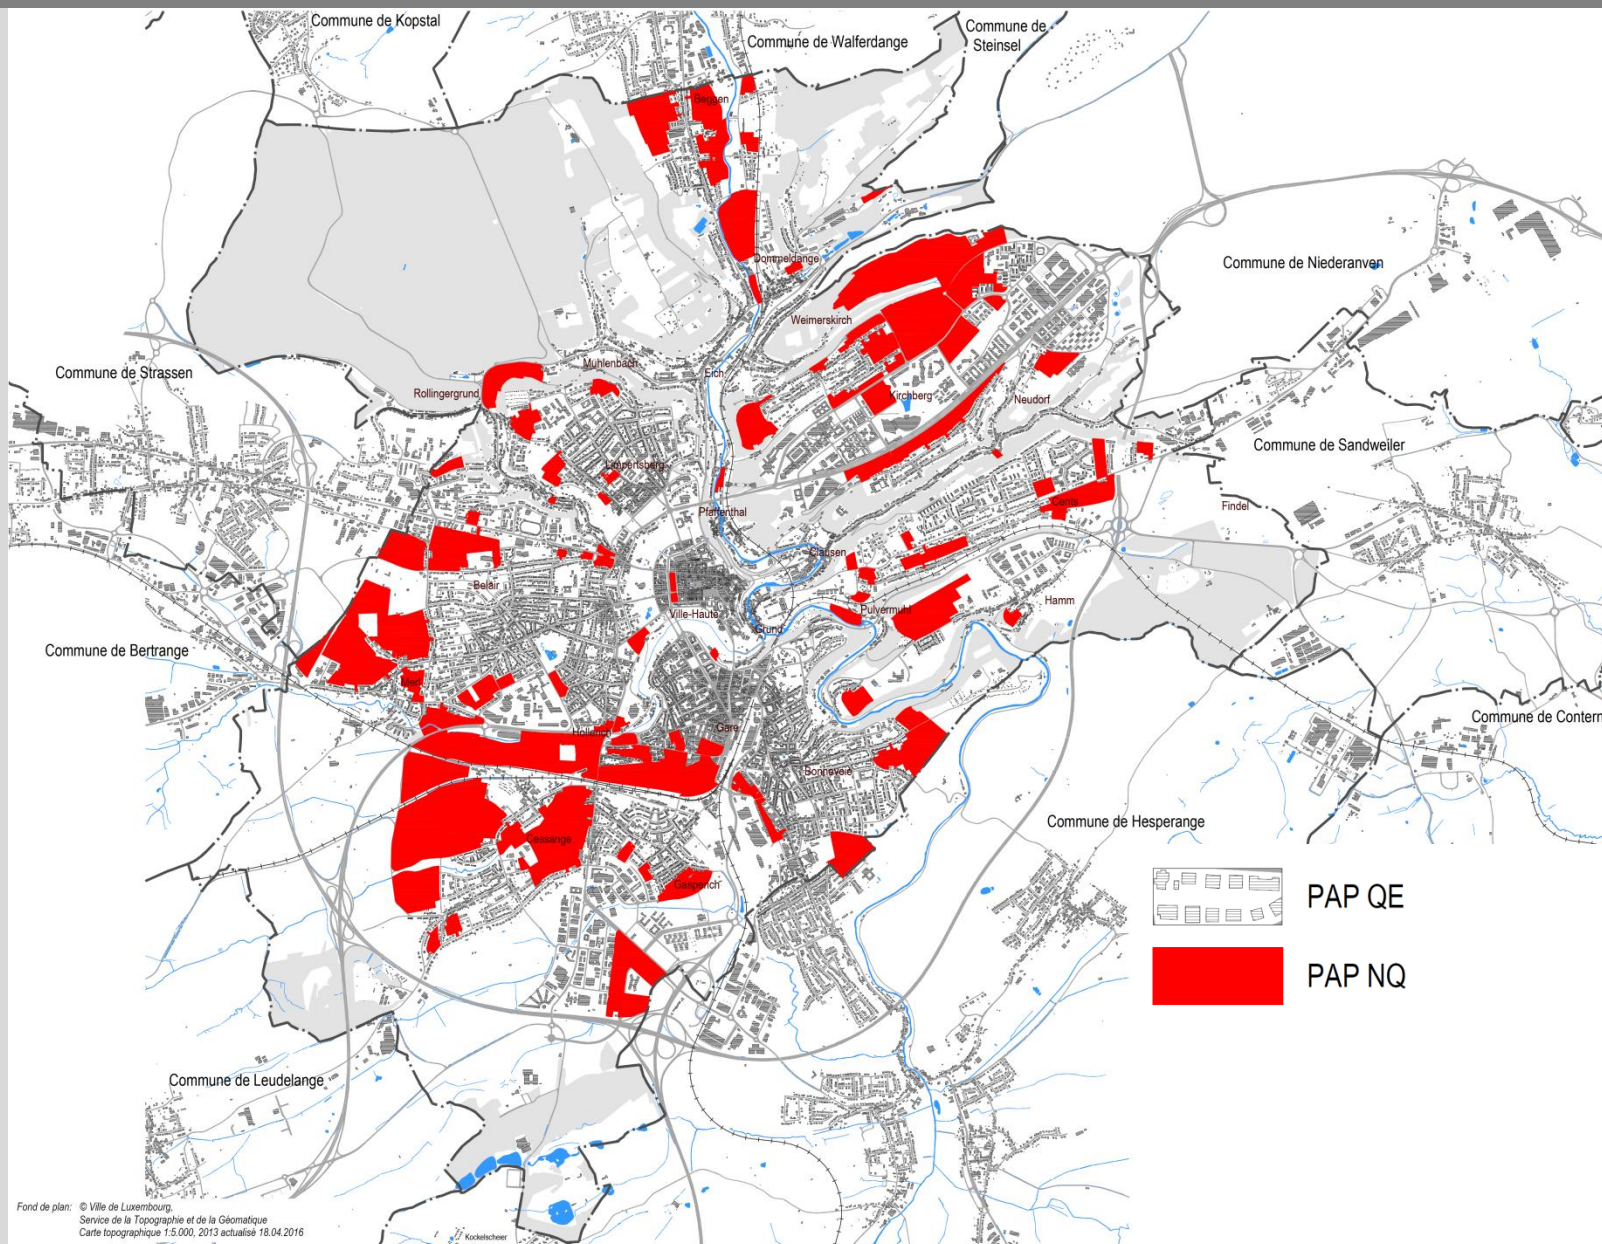 Commune de Kopstal
Commune de Walferdange
Commune de
Steinsel
Beggen
Dommeldange
Commune de Niederanven
Weimerskirch
Commune de Strassen
Rollingergrund
Muhlenbach
Eich
Kirchberg
Neudorf
Commune de Sandweiler
Limpertsberg
Pfaffenthal
Cents
Findel
Clausen
Belair
Ville-Haute
Grund
Pulvermuhl
Hamm
Commune de Bertrange
Merl
Commune de Contern
Hollerich
Gare
Bonnevoie
Commune de Hesperange
Cessange
Gasperich
PAP QE
PAP NQ
Commune de Leudelange
Fond de plan: © Ville de Luxembourg,
Service de la Topographie et de la Géomatique
Carte topographique 1:5.000, 2013 actualisé 18.04.2016
Kockelscheier